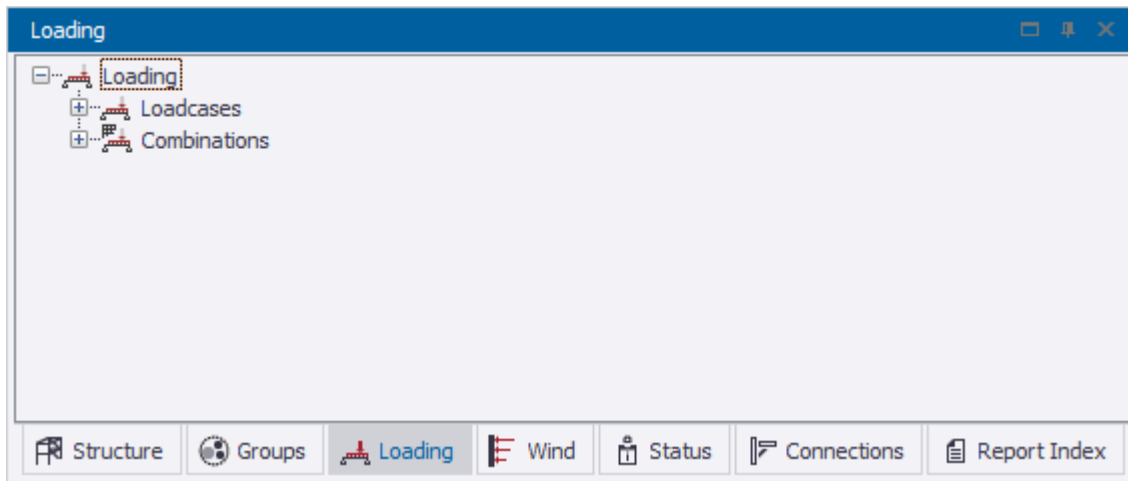 Loading
Loading
Loadcases
Combinations
Structure Groups Loading Wind Status Connections Report Index